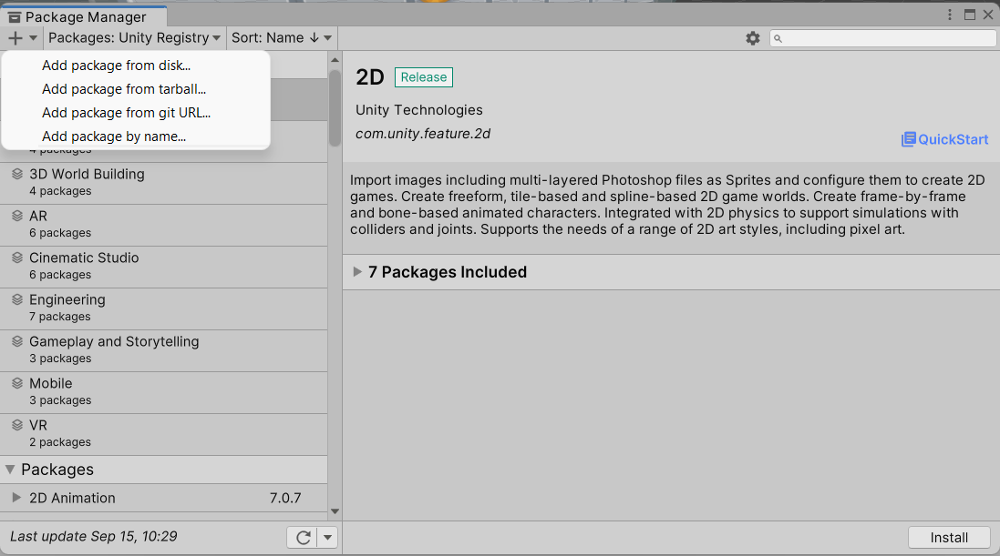 Package Manager
Packages: Unity Registry
Sort: Name ↓
Add package from disk...
Add package from tarball...
Add package from git URL...
Add package by name...
4 packages
3D World Building
4 packages
AR
6 packages
Cinematic Studio
6 packages
Engineering
7 packages
Gameplay and Storytelling
3 packages
Mobile
3 packages
VR
2 packages
Packages
2D Animation 7.0.7
Last update Sep 15, 10:29
2D Release
Unity Technologies
com.unity.feature.2d
QuickStart
Import images including multi-layered Photoshop files as Sprites and configure them to create 2D
games. Create freeform, tile-based and spline-based 2D game worlds. Create frame-by-frame
and bone-based animated characters. Integrated with 2D physics to support simulations with
colliders and joints. Supports the needs of a range of 2D art styles, including pixel art.
7 Packages Included
Install